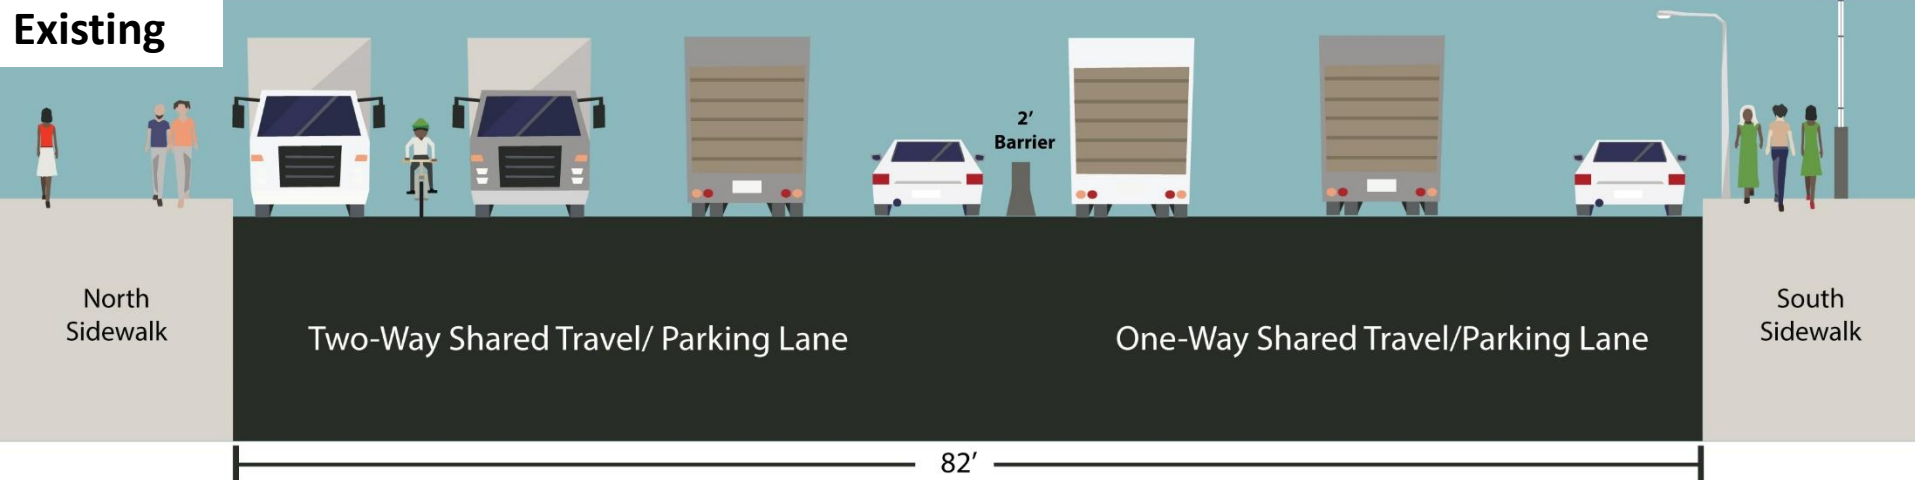 Existing
2’
Barrier
North
Sidewalk
Two-Way Shared Travel/ Parking Lane
One-Way Shared Travel/Parking Lane
South
Sidewalk
82’